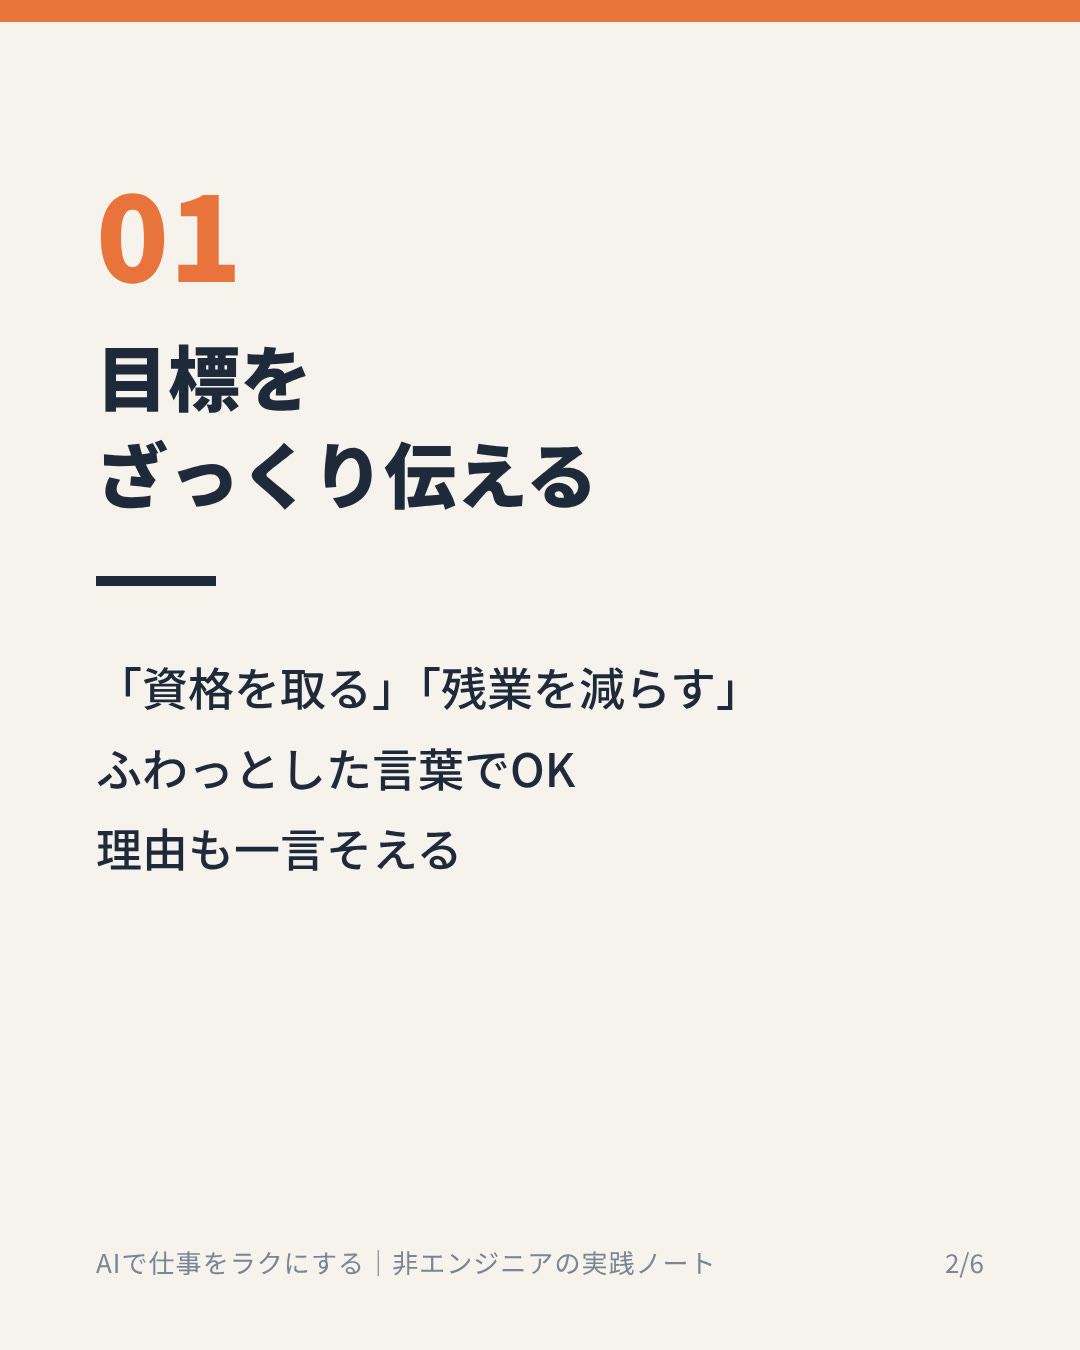 01
目標を
ざっくり伝える
「資格を取る」「残業を減らす」
ふわっとした言葉でOK
理由も一言そえる
AIで仕事をラクにする｜非エンジニアの実践ノート
2/6